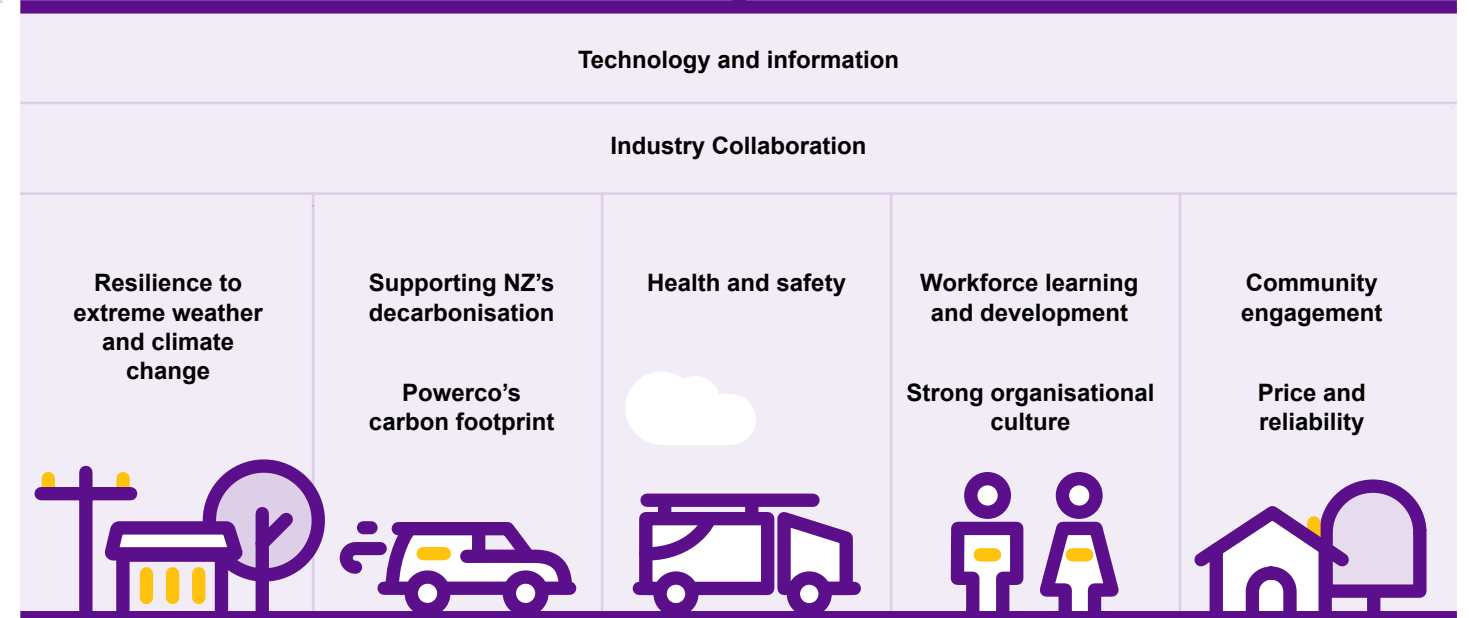 Technology and information
Industry Collaboration
Resilience to
extreme weather
and climate
change
Supporting NZ’s
decarbonisation
Powerco’s
carbon footprint
Health and safety
Workforce learning
and development
Strong organisational
culture
Community
engagement
Price and
reliability